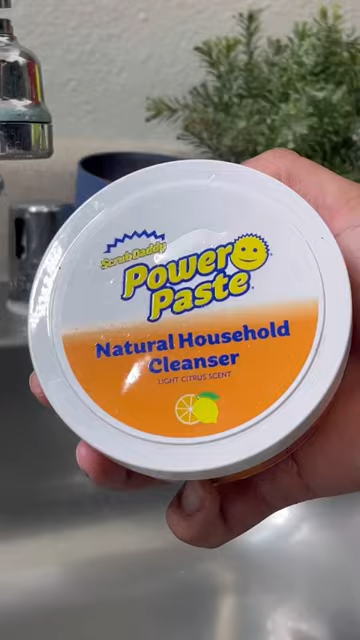 Scrub Daddy
Power
Paste
Natural Household
Cleanser
LIGHT CITRUS SCENT